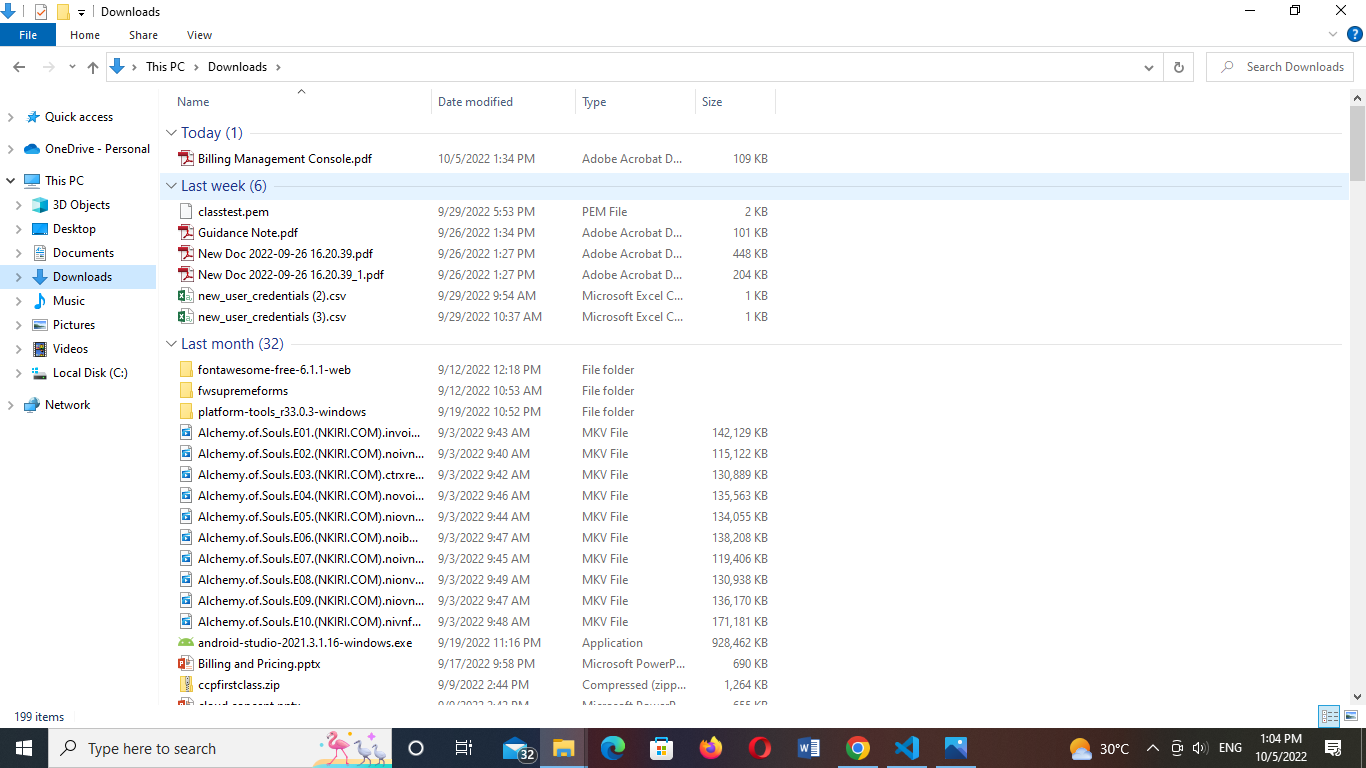 Downloads
File Home Share View
This PC Downloads Search Downloads
Name Date modified Type Size
Quick access
OneDrive - Personal
This PC
3D Objects
Desktop
Documents
Downloads
Music
Pictures
Videos
Local Disk (C:)
Network
Today (1)
Billing Management Console.pdf 10/5/2022 1:34 PM Adobe Acrobat D... 109 KB
Last week (6)
classtest.pem 9/29/2022 5:53 PM PEM File 2 KB
Guidance Note.pdf 9/26/2022 1:34 PM Adobe Acrobat D... 101 KB
New Doc 2022-09-26 16.20.39.pdf 9/26/2022 1:27 PM Adobe Acrobat D... 448 KB
New Doc 2022-09-26 16.20.39_1.pdf 9/26/2022 1:27 PM Adobe Acrobat D... 204 KB
new_user_credentials (2).csv 9/29/2022 9:54 AM Microsoft Excel C... 1 KB
new_user_credentials (3).csv 9/29/2022 10:37 AM Microsoft Excel C... 1 KB
Last month (32)
fontawesome-free-6.1.1-web 9/12/2022 12:18 PM File folder
fwsupremeforms 9/12/2022 10:53 AM File folder
platform-tools_r33.0.3-windows 9/19/2022 10:52 PM File folder
Alchemy.of.Souls.E01.(NKIRI.COM).invoi... 9/3/2022 9:43 AM MKV File 142,129 KB
Alchemy.of.Souls.E02.(NKIRI.COM).noivn... 9/3/2022 9:40 AM MKV File 115,122 KB
Alchemy.of.Souls.E03.(NKIRI.COM).ctrxre... 9/3/2022 9:42 AM MKV File 130,889 KB
Alchemy.of.Souls.E04.(NKIRI.COM).novoi... 9/3/2022 9:46 AM MKV File 135,563 KB
Alchemy.of.Souls.E05.(NKIRI.COM).niovn... 9/3/2022 9:44 AM MKV File 134,055 KB
Alchemy.of.Souls.E06.(NKIRI.COM).noib... 9/3/2022 9:47 AM MKV File 138,208 KB
Alchemy.of.Souls.E07.(NKIRI.COM).noivn... 9/3/2022 9:45 AM MKV File 119,406 KB
Alchemy.of.Souls.E08.(NKIRI.COM).nionv... 9/3/2022 9:49 AM MKV File 130,938 KB
Alchemy.of.Souls.E09.(NKIRI.COM).niovn... 9/3/2022 9:47 AM MKV File 136,170 KB
Alchemy.of.Souls.E10.(NKIRI.COM).nivnf... 9/3/2022 9:48 AM MKV File 171,181 KB
android-studio-2021.3.1.16-windows.exe 9/19/2022 11:16 PM Application 928,462 KB
Billing and Pricing.pptx 9/17/2022 9:58 PM Microsoft PowerP... 690 KB
ccpfirstclass.zip 9/9/2022 2:44 PM Compressed (zipp... 1,264 KB
199 items
Type here to search 32 30°C ENG 1:04 PM
10/5/2022